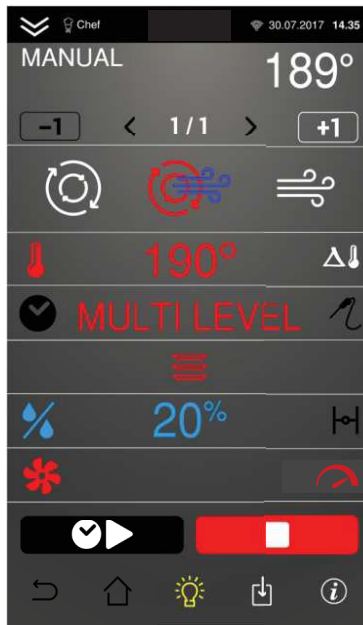 Chef 30.07.2017 14.35
MANUAL 189°
-1 < 1/1 > +1
190°
MULTI LEVEL
20%
i